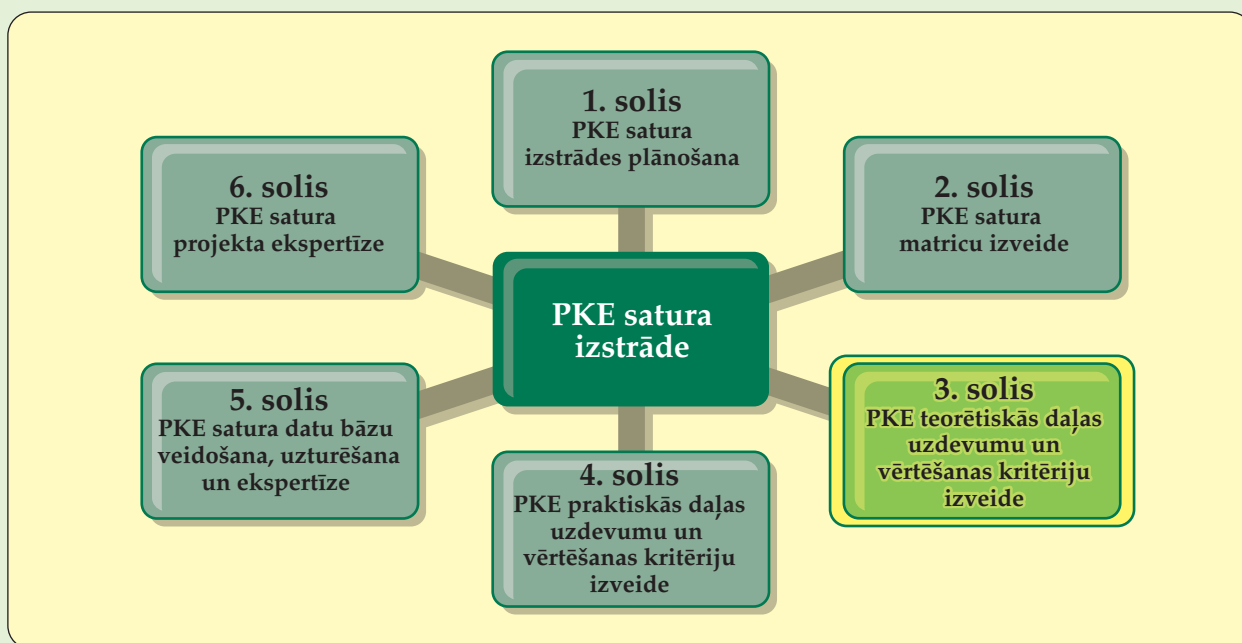 1. solis
PKE satura
izstrādes plānošana
2. solis
PKE satura
matricu izveide
3. solis
PKE teorētiskās daļas
uzdevumu un
vērtēšanas kritēriju
izveide
4. solis
PKE praktiskās daļas
uzdevumu un
vērtēšanas kritēriju
izveide
5. solis
PKE satura datu bāzu
veidošana, uzturēšana
un ekspertīze
6. solis
PKE satura
projekta ekspertīze
PKE satura
izstrāde